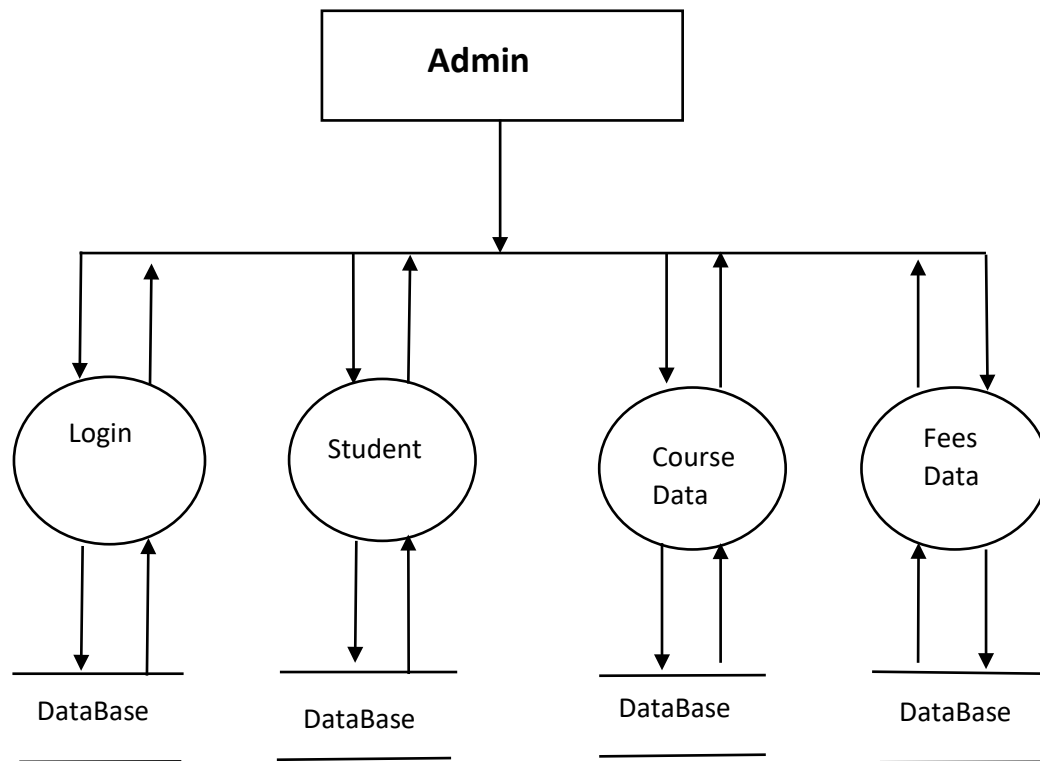 Admin
Login
Student
Course
Data
Fees
Data
DataBase
DataBase
DataBase
DataBase